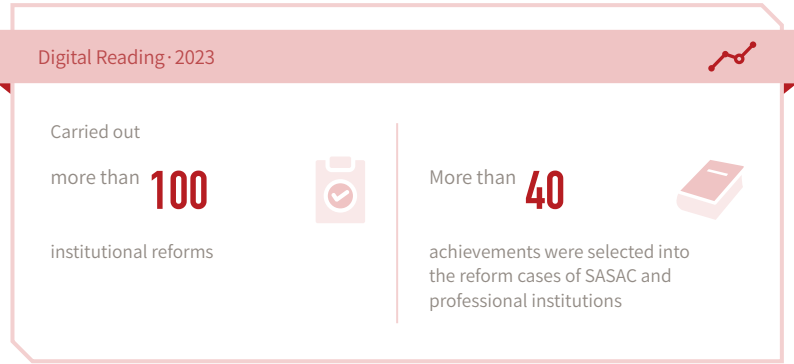 Digital Reading · 2023
Carried out
more than 100
institutional reforms
More than 40
achievements were selected into
the reform cases of SASAC and
professional institutions